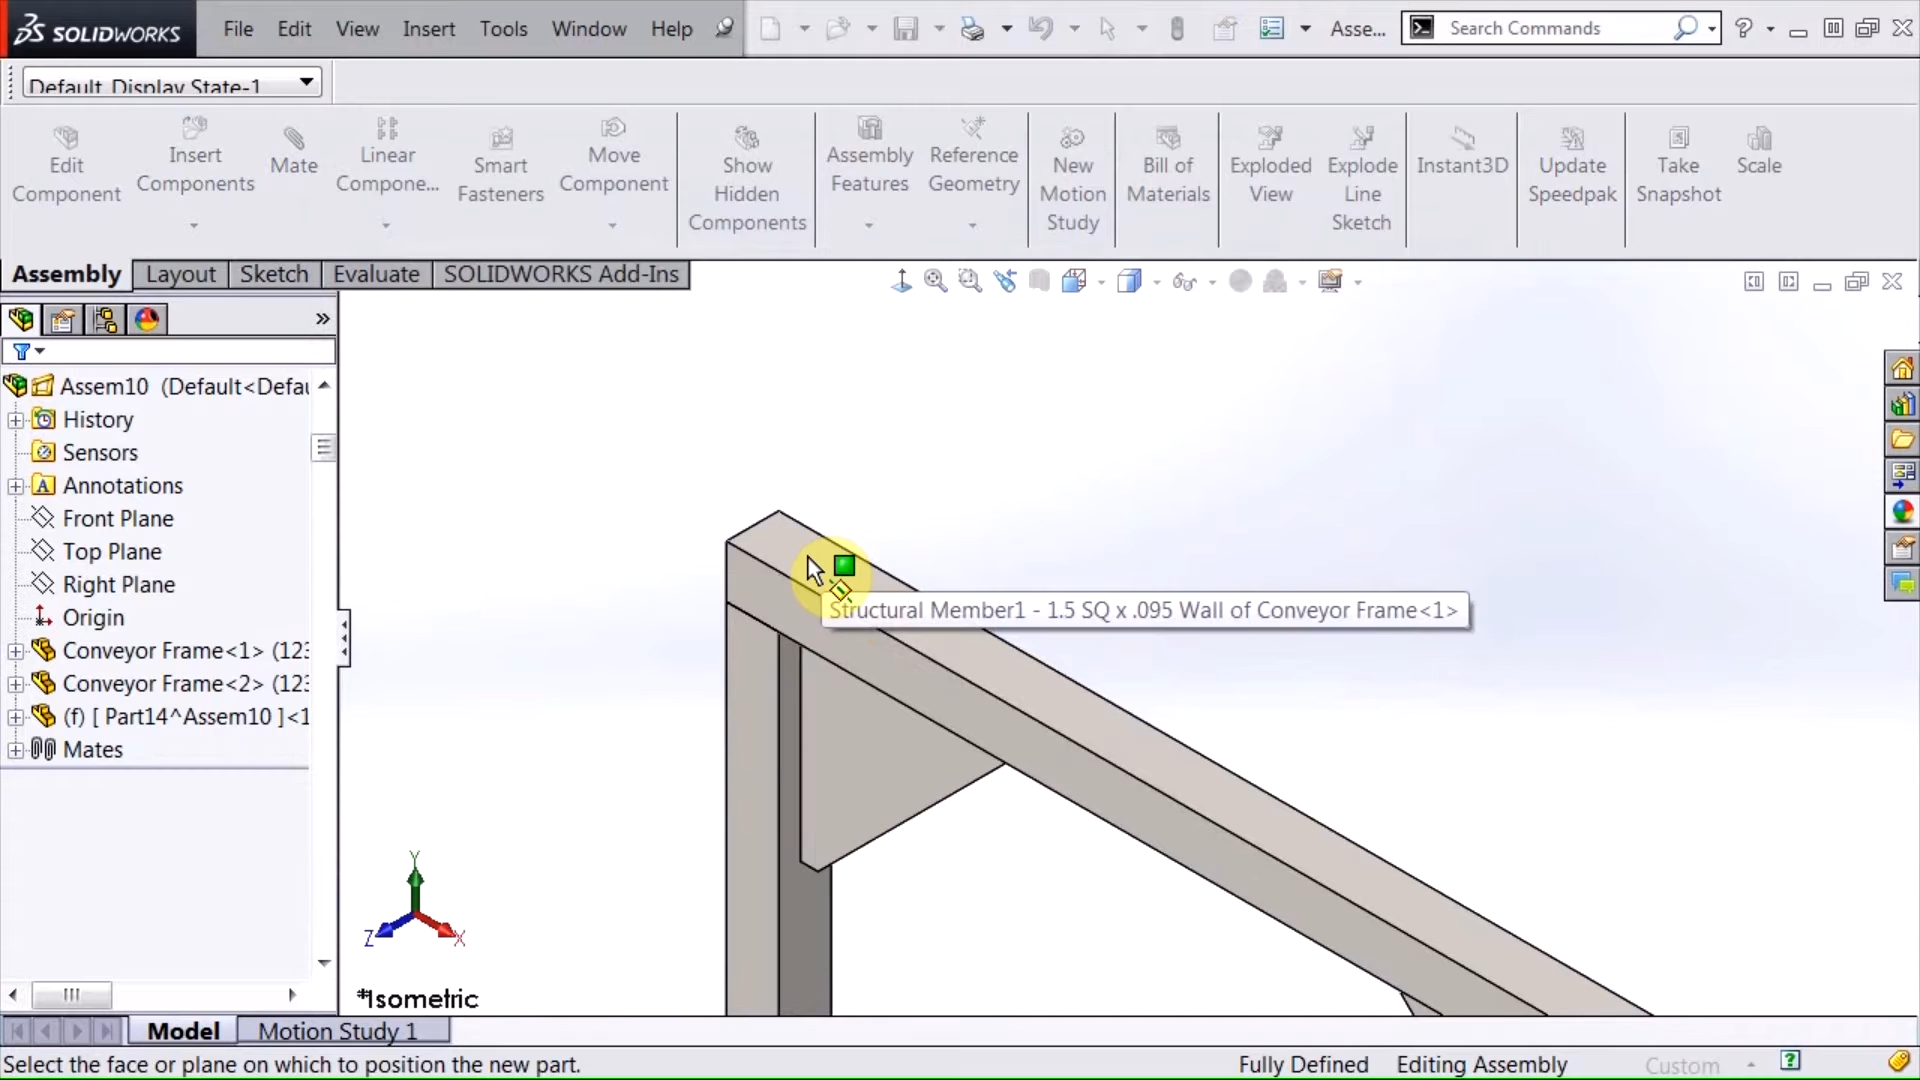 SOLIDWORKS File Edit View Insert Tools Window Help Asse... Search Commands ?
Default_Display State-1
Edit Component
Insert Components
Mate
Linear Compone...
Smart Fasteners
Move Component
Show Hidden Components
Assembly Features
Reference Geometry
New Motion Study
Bill of Materials
Exploded View
Explode Line Sketch
Instant3D
Update Speedpak
Take Snapshot
Scale
Assembly Layout Sketch Evaluate SOLIDWORKS Add-Ins
»
Assem10 (Default<Defau
History
Sensors
A Annotations
Front Plane
Top Plane
Right Plane
Origin
Conveyor Frame<1> (123
Conveyor Frame<2> (123
(f) [ Part14^Assem10 ]<1
Mates
Structural Member1 - 1.5 SQ x .095 Wall of Conveyor Frame<1>
Y
Z X
*Isometric
Model Motion Study 1
Select the face or plane on which to position the new part. Fully Defined Editing Assembly Custom ?